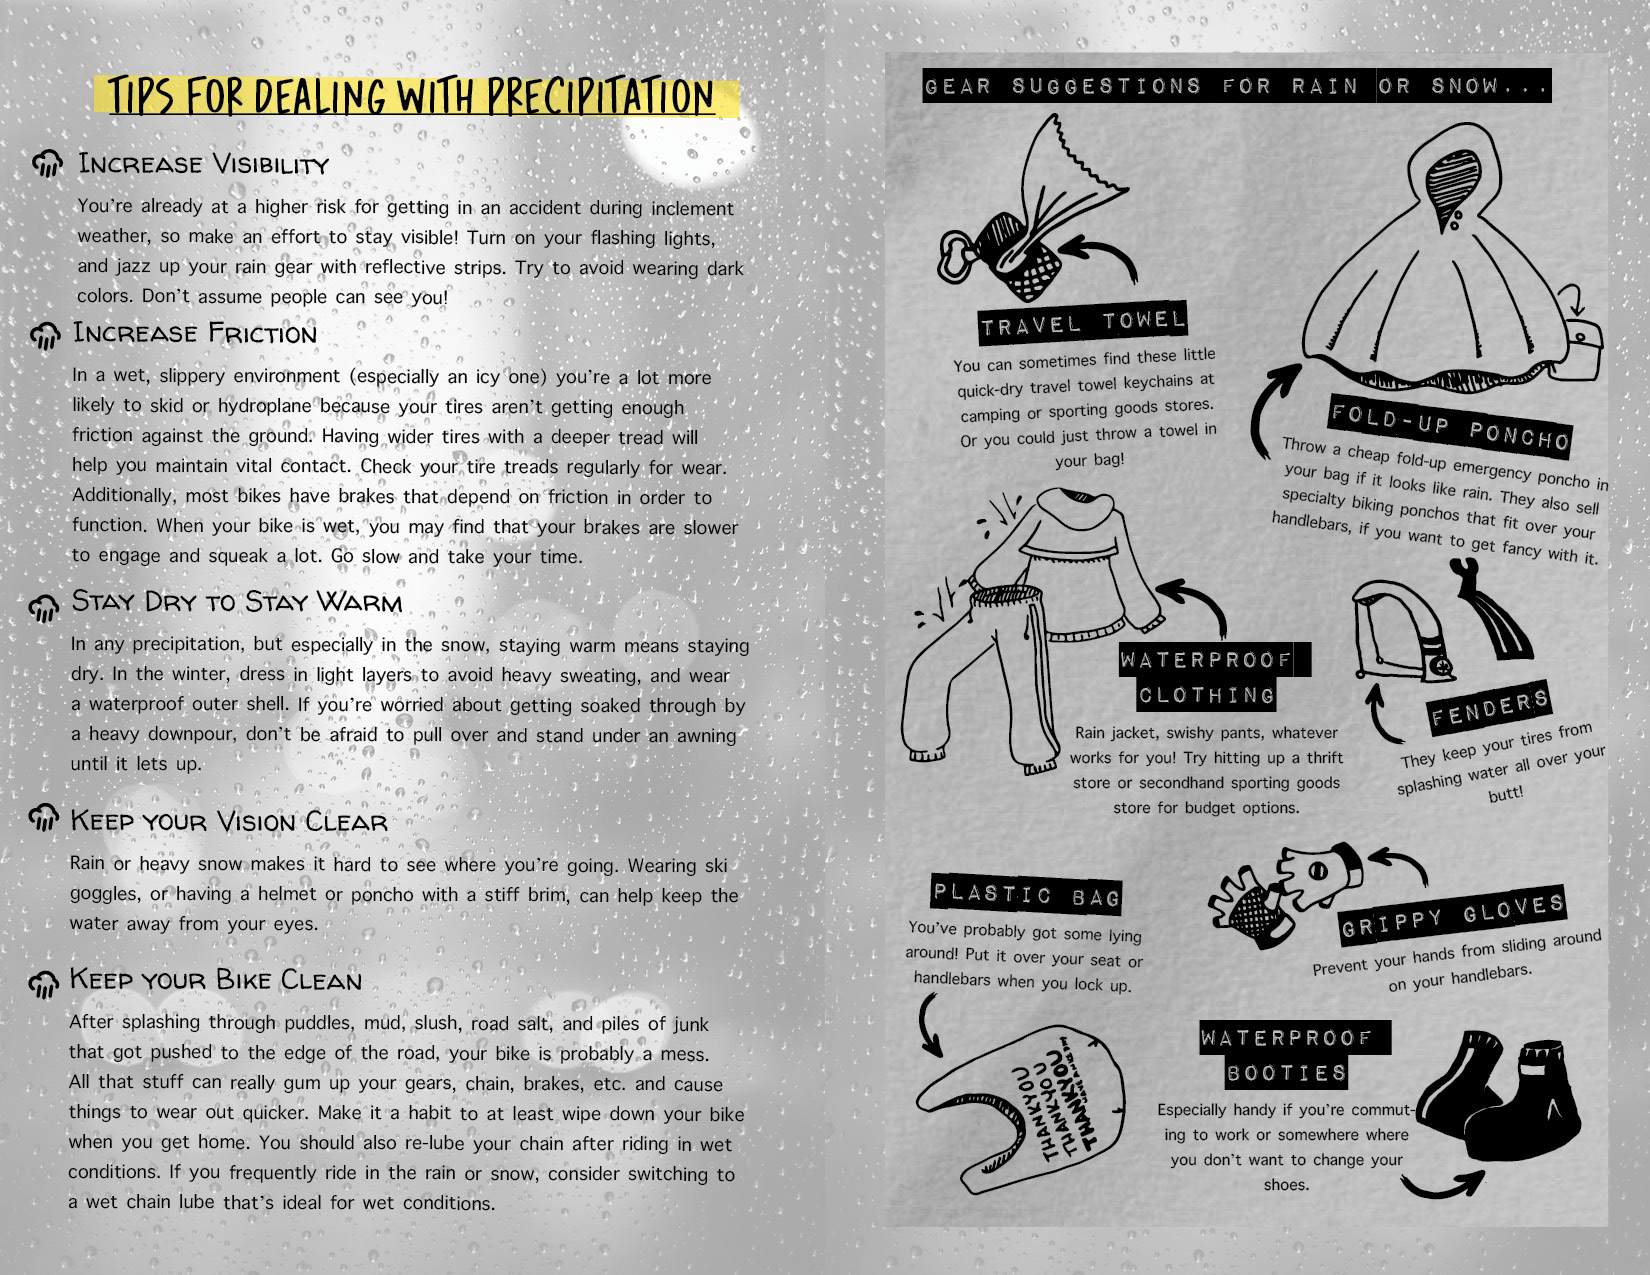 TIPS FOR DEALING WITH PRECIPITATION
INCREASE VISIBILITY
You're already at a higher risk for getting in an accident during inclement
weather, so make an effort to stay visible! Turn on your flashing lights,
and jazz up your rain gear with reflective strips. Try to avoid wearing dark
colors. Don't assume people can see you!
INCREASE FRICTION
In a wet, slippery environment (especially an icy one) you're a lot more
likely to skid or hydroplane because your tires aren't getting enough
friction against the ground. Having wider tires with a deeper tread will
help you maintain vital contact. Check your tire treads regularly for wear.
Additionally, most bikes have brakes that depend on friction in order to
function. When your bike is wet, you may find that your brakes are slower
to engage and squeak a lot. Go slow and take your time.
STAY DRY TO STAY WARM
In any precipitation, but especially in the snow, staying warm means staying
dry. In the winter, dress in light layers to avoid heavy sweating, and wear
a waterproof outer shell. If you're worried about getting soaked through by
a heavy downpour, don't be afraid to pull over and stand under an awning
until it lets up.
KEEP YOUR VISION CLEAR
Rain or heavy snow makes it hard to see where you're going. Wearing ski
goggles, or having a helmet or poncho with a stiff brim, can help keep the
water away from your eyes.
KEEP YOUR BIKE CLEAN
After splashing through puddles, mud, slush, road salt, and piles of junk
that got pushed to the edge of the road, your bike is probably a mess.
All that stuff can really gum up your gears, chain, brakes, etc. and cause
things to wear out quicker. Make it a habit to at least wipe down your bike
when you get home. You should also re-lube your chain after riding in wet
conditions. If you frequently ride in the rain or snow, consider switching to
a wet chain lube that's ideal for wet conditions.
GEAR SUGGESTIONS FOR RAIN OR SNOW...
TRAVEL TOWEL
You can sometimes find these little
quick-dry travel towel keychains at
camping or sporting goods stores.
Or you could just throw a towel in
your bag!
FOLD-UP PONCHO
Throw a cheap fold-up emergency poncho in
your bag if it looks like rain. They also sell
specialty biking ponchos that fit over your
handlebars, if you want to get fancy with it.
WATERPROOF
CLOTHING
Rain jacket, swishy pants, whatever
works for you! Try hitting up a thrift
store or secondhand sporting goods
store for budget options.
FENDERS
They keep your tires from
splashing water all over your
butt!
PLASTIC BAG
You've probably got some lying
around! Put it over your seat or
handlebars when you lock up.
GRIPPY GLOVES
Prevent your hands from sliding around
on your handlebars.
THANK YOU
THANK YOU
THANK YOU
THANK YOU
HAVE A NICE DAY
WATERPROOF
BOOTIES
Especially handy if you're commut-
ing to work or somewhere where
you don't want to change your
shoes.